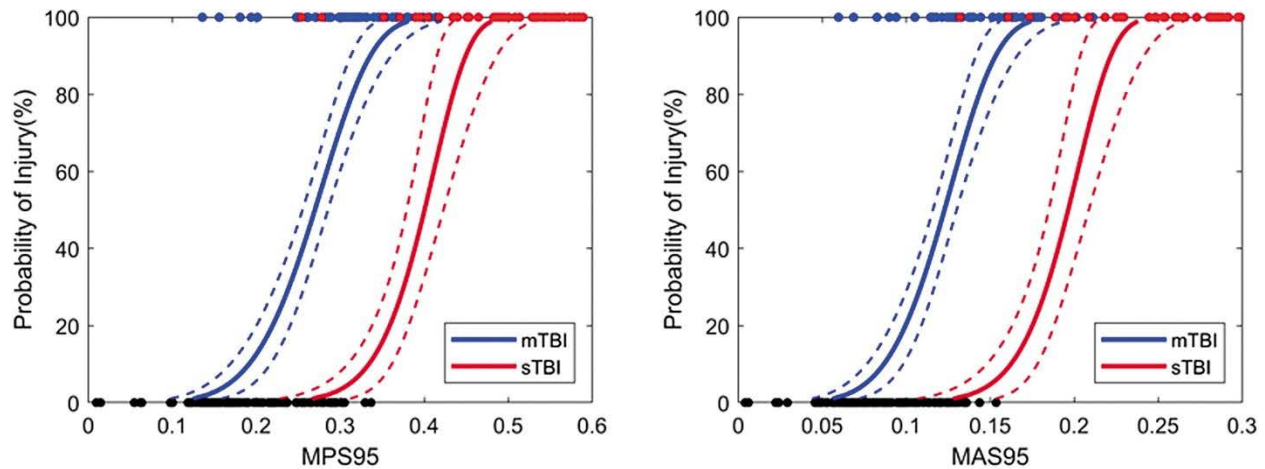 Probability of Injury(%)
100
80
60
40
20
0
0 0.1 0.2 0.3 0.4 0.5 0.6
MPS95
mTBI
sTBI
Probability of Injury(%)
100
80
60
40
20
0
0 0.05 0.1 0.15 0.2 0.25 0.3
MAS95
mTBI
sTBI